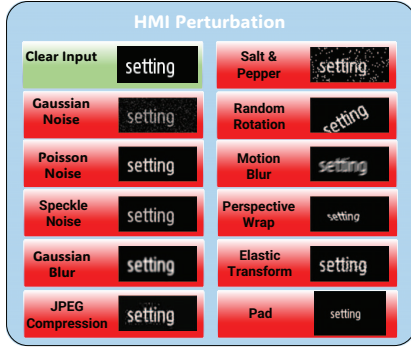 HMI Perturbation
Clear Input
setting
Salt &
Pepper
setting
Gaussian
Noise
setting
Random
Rotation
setting
Poisson
Noise
setting
Motion
Blur
setting
Speckle
Noise
setting
Perspective
Wrap
setting
Gaussian
Blur
setting
Elastic
Transform
setting
JPEG
Compression
setting
Pad
setting